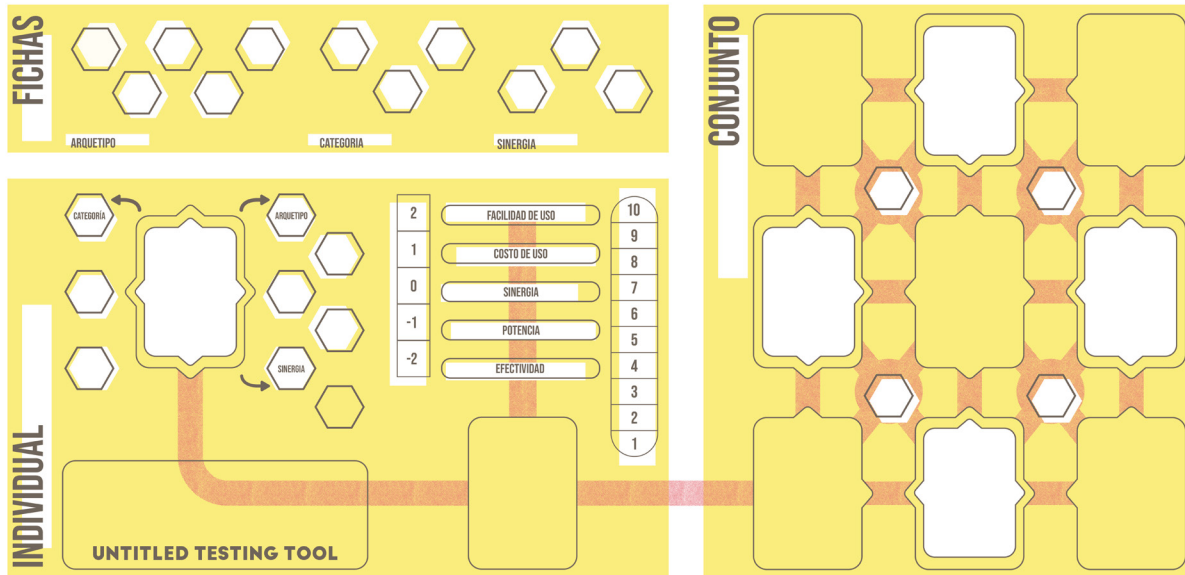 FICHAS
ARQUETIPO
CATEGORIA
SINERGIA
INDIVIDUAL
CATEGORÍA
ARQUETIPO
SINERGIA
2
1
0
-1
-2
FACILIDAD DE USO
COSTO DE USO
SINERGIA
POTENCIA
EFECTIVIDAD
10
9
8
7
6
5
4
3
2
1
UNTITLED TESTING TOOL
CONJUNTO